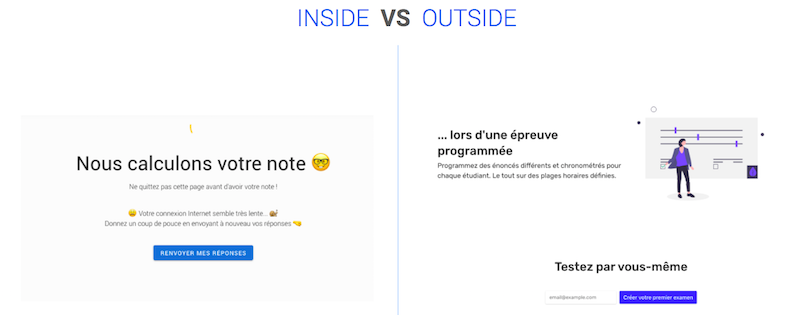 INSIDE VS OUTSIDE
Nous calculons votre note 🤓
Ne quittez pas cette page avant d'avoir votre note !
😬 Votre connexion Internet semble très lente... 🐌
Donnez un coup de pouce en envoyant à nouveau vos réponses 🤜
RENVOYER MES RÉPONSES
... lors d'une épreuve
programmée
Programmez des énoncés différents et chronométrés pour
chaque étudiant. Le tout sur des plages horaires définies.
Testez par vous-même
email@example.com
Créer votre premier examen